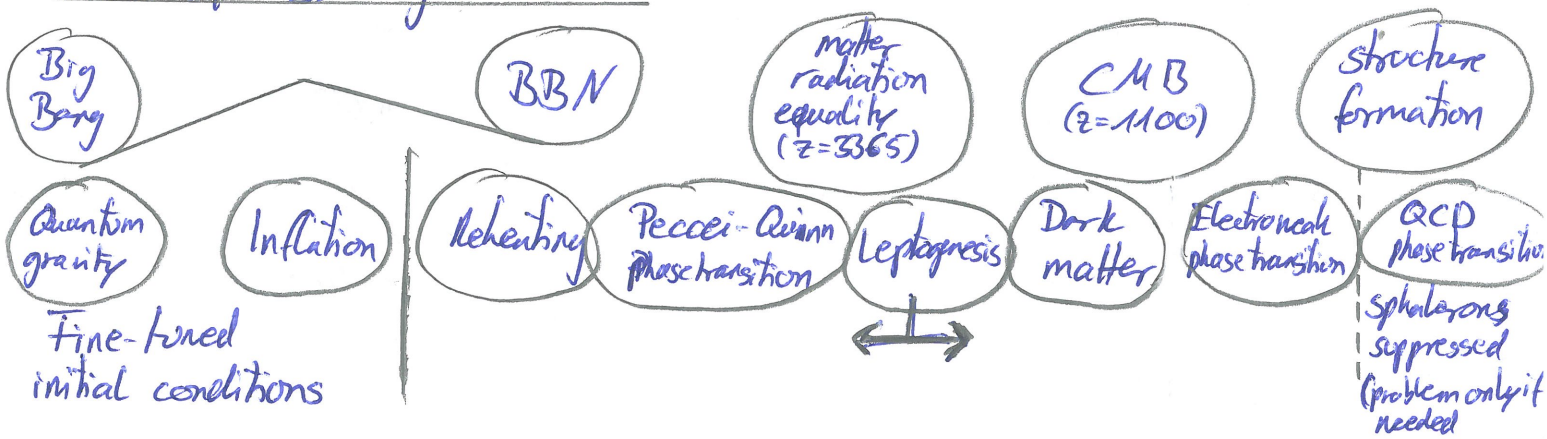 Big
Bang
BBN
matter
radiation
equality
(z=3365)
CMB
(z=1100)
structure
formation
Quantum
gravity
Inflation
Reheating
Peccei-Quinn
phase transition
Leptogenesis
Dark
matter
Electroweak
phase transition
QCD
phase transitio
Fine-tuned
initial conditions
sphalerons
suppressed
(problem only if
needed